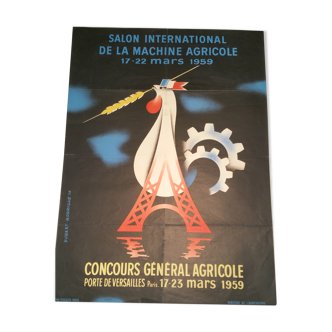 SALON INTERNATIONAL
DE LA MACHINE AGRICOLE
17-22 mars 1959
CONCOURS GÉNÉRAL AGRICOLE
PORTE DE VERSAILLES Paris 17-23 mars 1959